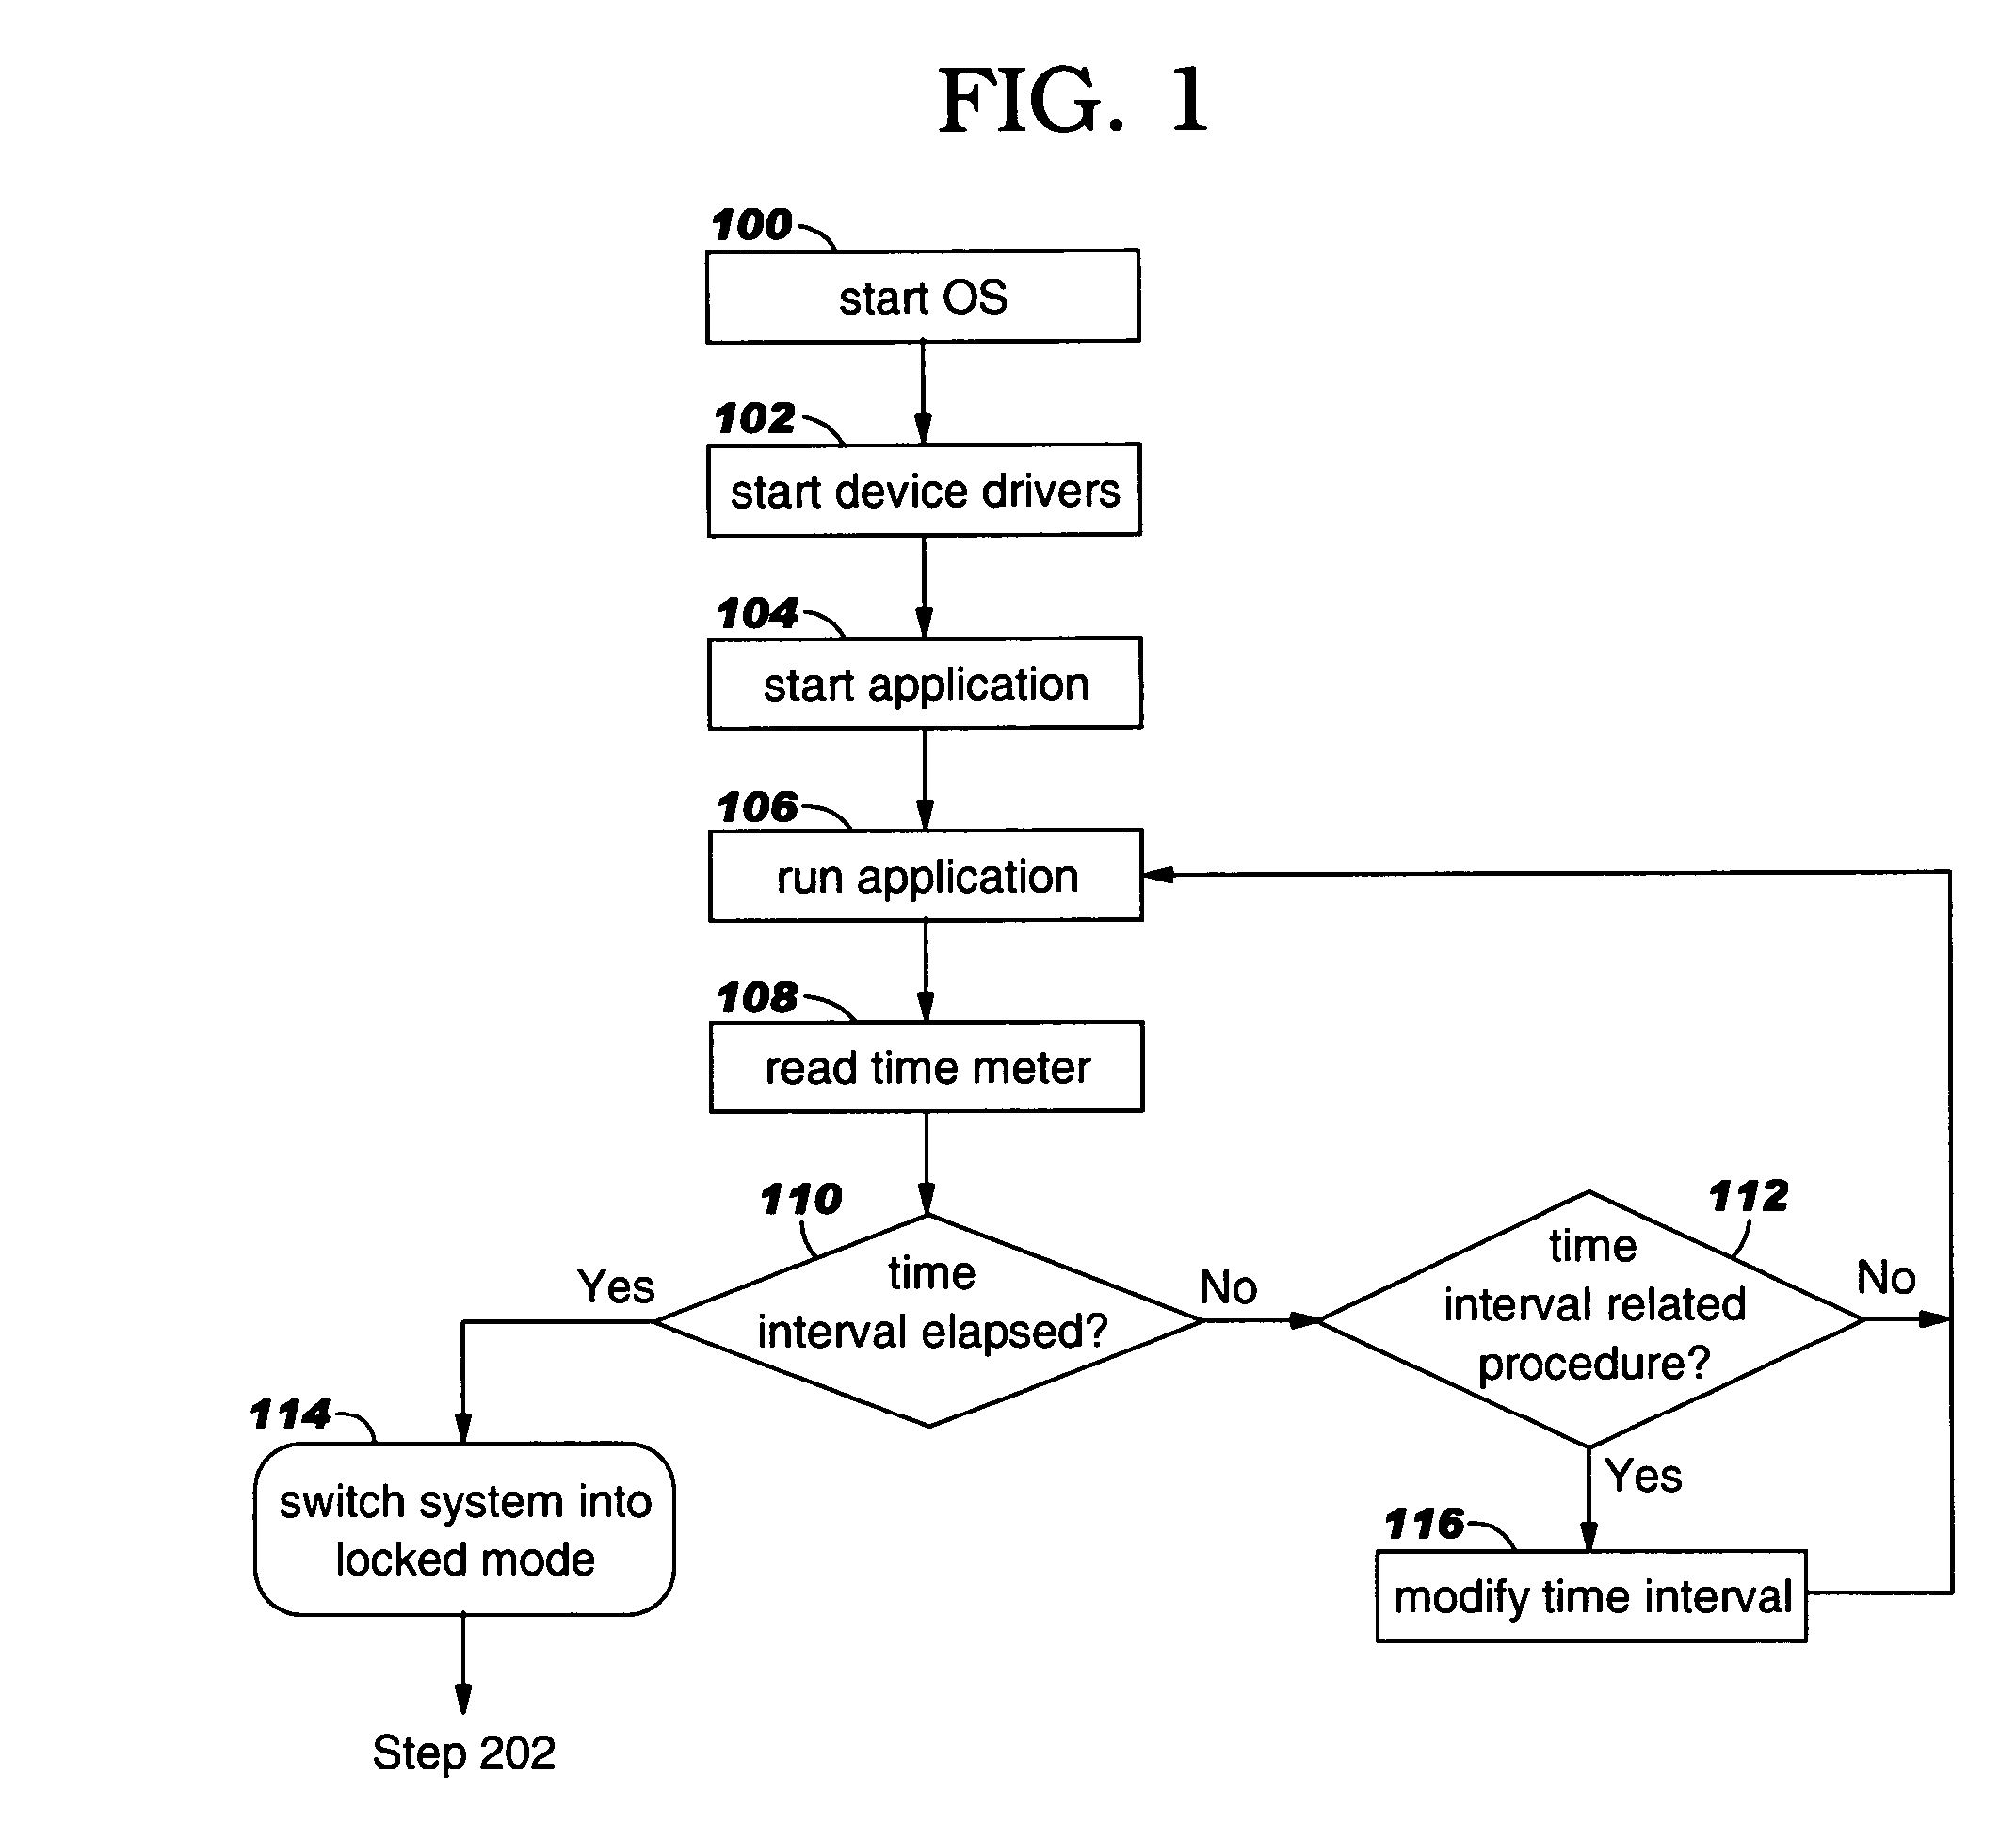 FIG. 1
100
start OS
102
start device drivers
104
start application
106
run application
108
read time meter
110
time
interval elapsed?
Yes
No
112
time
interval related
procedure?
No
Yes
114
switch system into
locked mode
116
modify time interval
Step 202